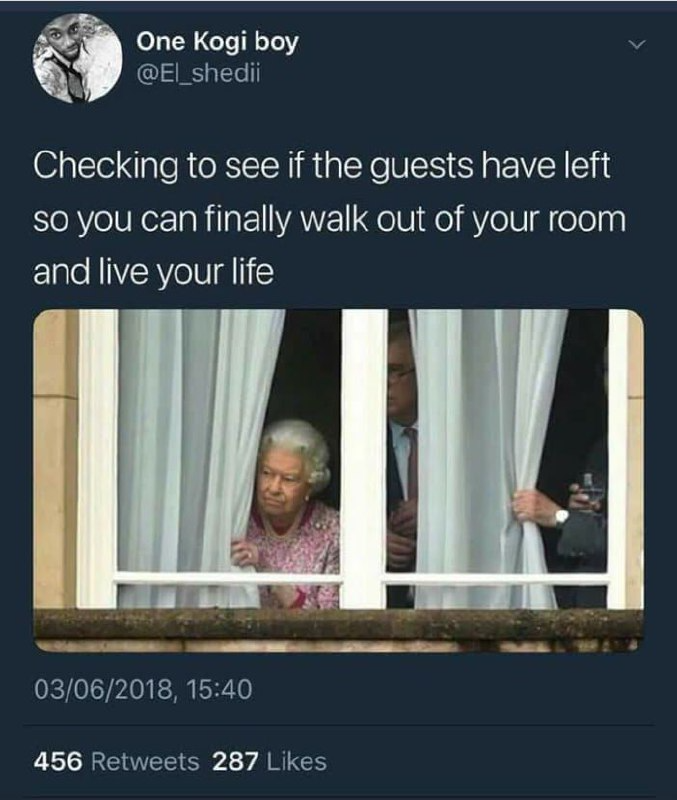 One Kogi boy
@El_shedii
Checking to see if the guests have left
so you can finally walk out of your room
and live your life
03/06/2018, 15:40
456 Retweets 287 Likes